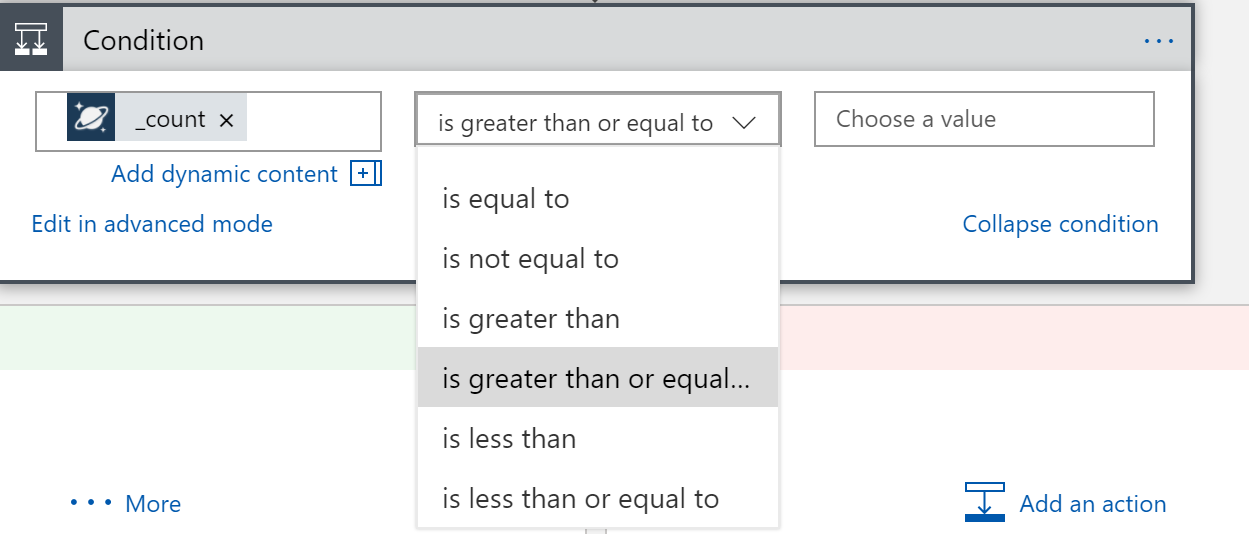 Condition
_count ×
is greater than or equal to
Choose a value
Add dynamic content
Edit in advanced mode
Collapse condition
is equal to
is not equal to
is greater than
is greater than or equal...
is less than
is less than or equal to
More
Add an action